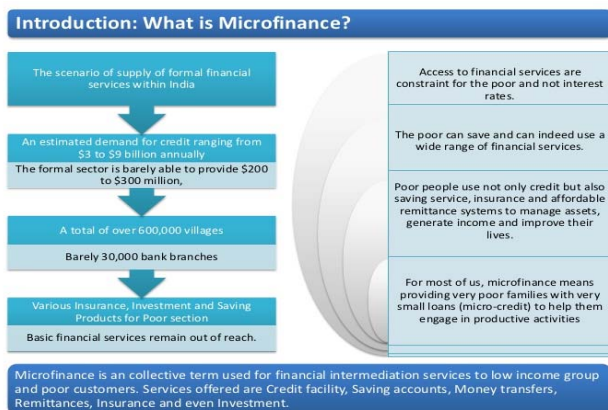 Introduction: What is Microfinance?
The scenario of supply of formal financial
services within India
An estimated demand for credit ranging from
$3 to $9 billion annually
The formal sector is barely able to provide $200
to $300 million,
A total of over 600,000 villages
Barely 30,000 bank branches
Various Insurance, Investment and Saving
Products for Poor section
Basic financial services remain out of reach.
Access to financial services are
constraint for the poor and not interest
rates.
The poor can save and can indeed use a
wide range of financial services.
Poor people use not only credit but also
saving service, insurance and affordable
remittance systems to manage assets,
generate income and improve their
lives.
For most of us, microfinance means
providing very poor families with very
small loans (micro-credit) to help them
engage in productive activities
Microfinance is an collective term used for financial intermediation services to low income group
and poor customers. Services offered are Credit facility, Saving accounts, Money transfers,
Remittances, Insurance and even Investment.